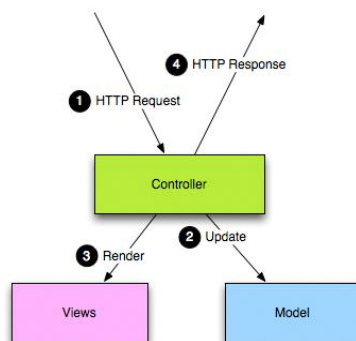 4 HTTP Response
1 HTTP Request
Controller
2 Update
3 Render
Views
Model